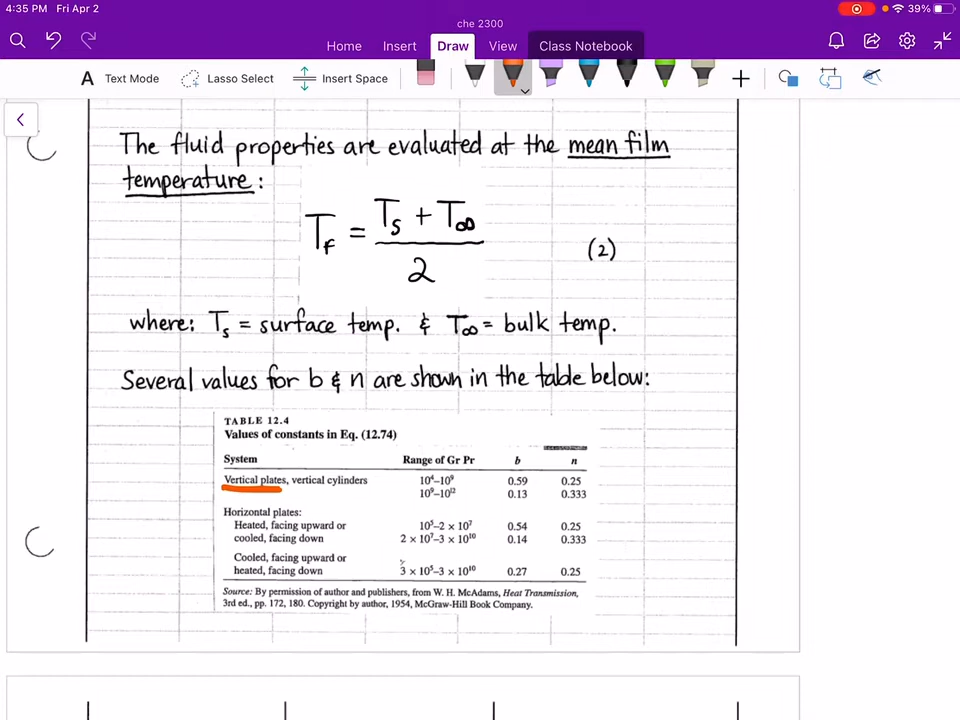 4:35 PM Fri Apr 2
39%
che 2300
Home Insert Draw View Class Notebook
A Text Mode Lasso Select Insert Space
The fluid properties are evaluated at the mean film
temperature:
T_f = (T_s + T_∞) / 2 (2)
where: T_s = surface temp. & T_∞ = bulk temp.
Several values for b & n are shown in the table below:
TABLE 12.4
Values of constants in Eq. (12.74)
System Range of Gr Pr b n
Vertical plates, vertical cylinders 10⁴–10⁹ 0.59 0.25
10⁹–10¹² 0.13 0.333
Horizontal plates:
Heated, facing upward or 10⁵–2 × 10⁷ 0.54 0.25
cooled, facing down 2 × 10⁷–3 × 10¹⁰ 0.14 0.333
Cooled, facing upward or
heated, facing down 3 × 10⁵–3 × 10¹⁰ 0.27 0.25
Source: By permission of author and publishers, from W. H. McAdams, Heat Transmission,
3rd ed., pp. 172, 180. Copyright by author, 1954, McGraw-Hill Book Company.